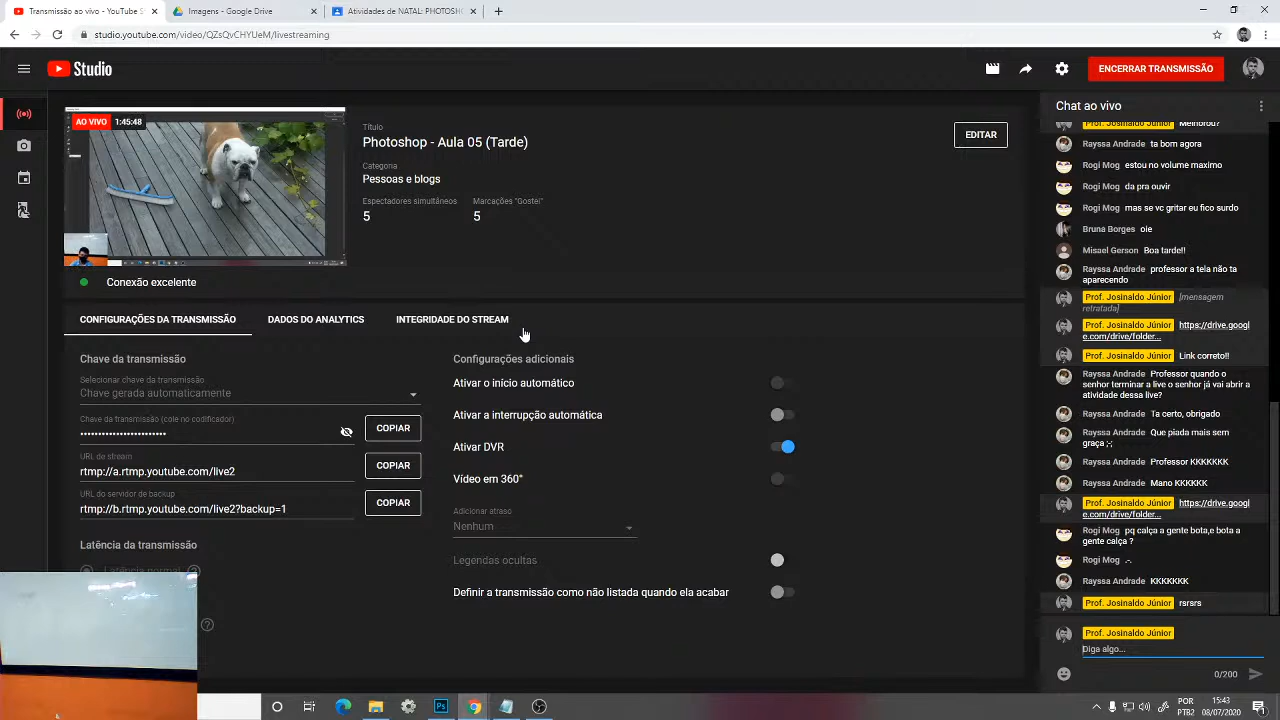 Transmissão ao vivo - YouTube S
Imagens - Google Drive
Atividades de NATAL: PHOTOSH
studio.youtube.com/video/QZsQvCHYUeM/livestreaming
Studio
ENCERRAR TRANSMISSÃO
AO VIVO 1:45:48
Título
Photoshop - Aula 05 (Tarde)
EDITAR
Categoria
Pessoas e blogs
Espectadores simultâneos
Marcações "Gostei"
5
5
Conexão excelente
CONFIGURAÇÕES DA TRANSMISSÃO
DADOS DO ANALYTICS
INTEGRIDADE DO STREAM
Chave da transmissão
Selecionar chave da transmissão
Chave gerada automaticamente
Chave da transmissão (cole no codificador)
COPIAR
URL do stream
rtmp://a.rtmp.youtube.com/live2
COPIAR
URL do servidor de backup
rtmp://b.rtmp.youtube.com/live2?backup=1
COPIAR
Latência da transmissão
Latência normal
Configurações adicionais
Ativar o início automático
Ativar a interrupção automática
Ativar DVR
Vídeo em 360°
Adicionar atraso
Nenhum
Legendas ocultas
Definir a transmissão como não listada quando ela acabar
Chat ao vivo
Prof. Josinaldo Júnior Melhorou?
Rayssa Andrade ta bom agora
Rogi Mog estou no volume maximo
Rogi Mog da pra ouvir
Rogi Mog mas se vc gritar eu fico surdo
Bruna Borges oie
Misael Gerson Boa tarde!!
Rayssa Andrade professor a tela não ta
aparecendo
Prof. Josinaldo Júnior [mensagem
retratada]
Prof. Josinaldo Júnior https://drive.googl
e.com/drive/folder...
Prof. Josinaldo Júnior Link correto!!
Rayssa Andrade Professor quando o
senhor terminar a live o senhor já vai abrir a
atividade dessa live?
Rayssa Andrade Ta certo, obrigado
Rayssa Andrade Que piada mais sem
graça ;-;
Rayssa Andrade Professor KKKKKKK
Rayssa Andrade Mano KKKKKK
Prof. Josinaldo Júnior https://drive.googl
e.com/drive/folder...
Rogi Mog pq calça a gente bota,e bota a
gente calça ?
Rogi Mog .-.
Rayssa Andrade KKKKKKK
Prof. Josinaldo Júnior rsrsrs
Prof. Josinaldo Júnior
Diga algo...
0/200
Ps
POR
PTB2
15:43
08/07/2020
1